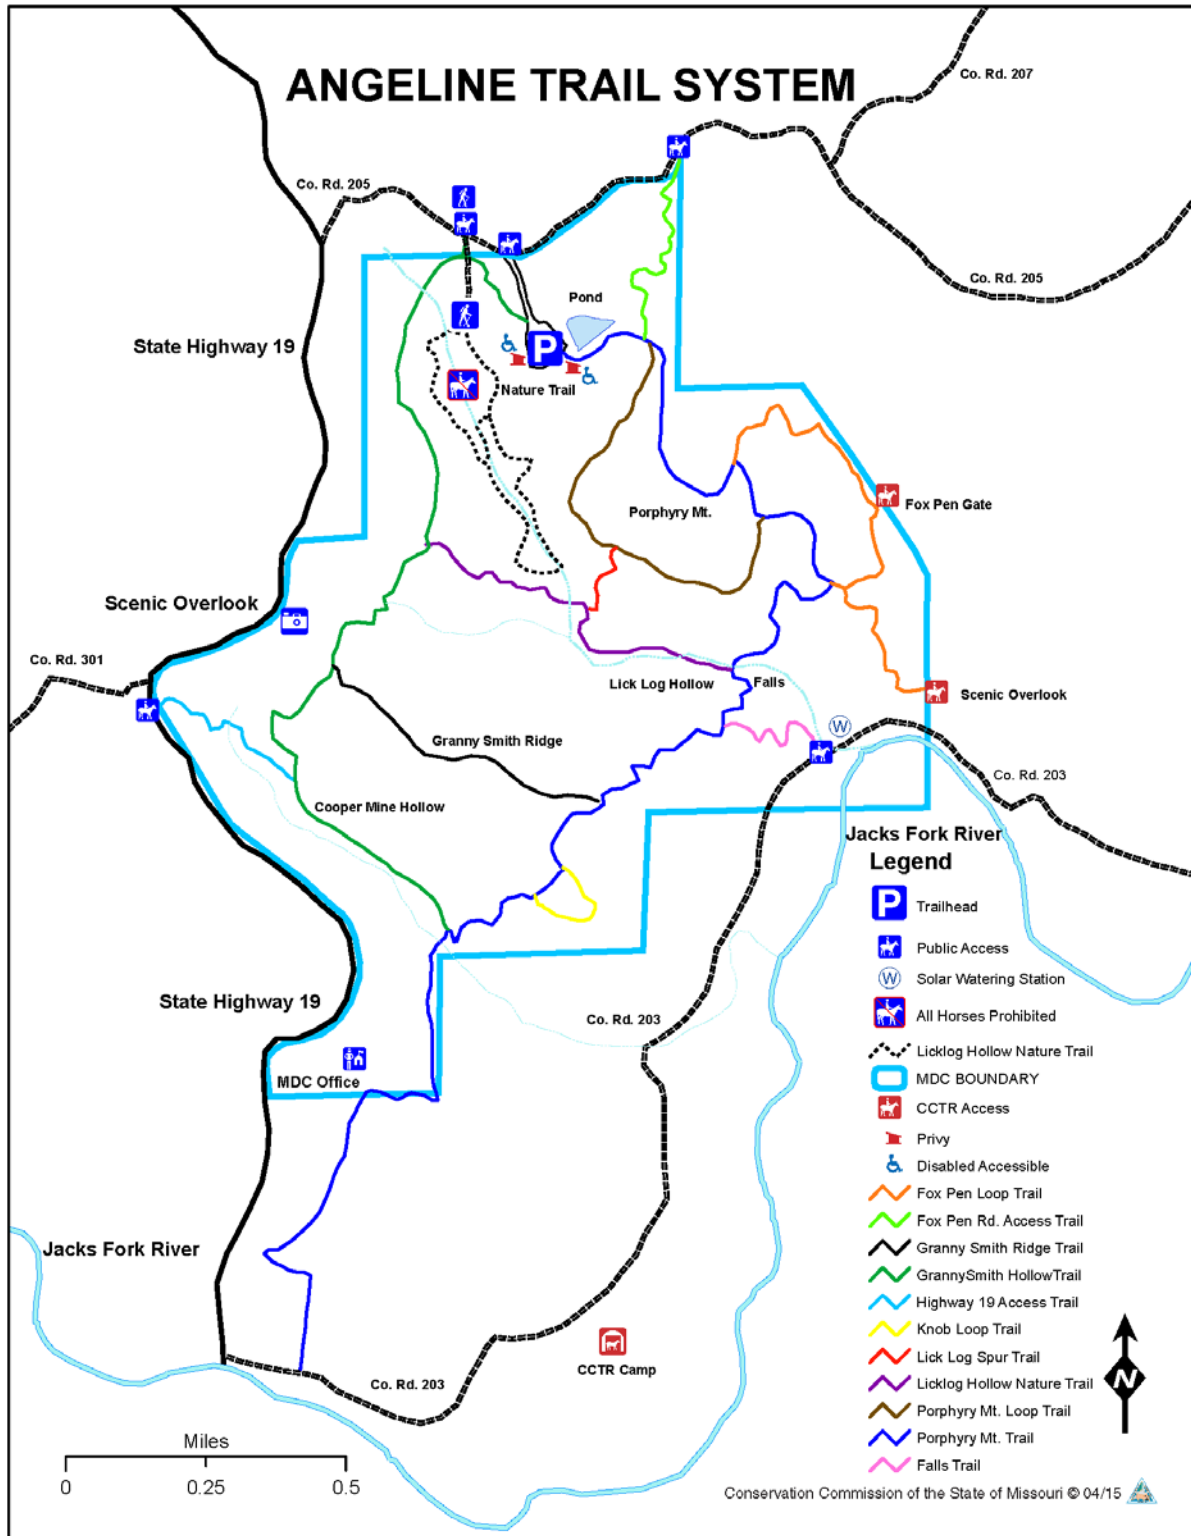 ANGELINE TRAIL SYSTEM
Co. Rd. 207
Co. Rd. 205
Co. Rd. 205
Pond
State Highway 19
P
Nature Trail
Fox Pen Gate
Porphyry Mt.
Scenic Overlook
Co. Rd. 301
Lick Log Hollow
Falls
Scenic Overlook
W
Granny Smith Ridge
Co. Rd. 203
Cooper Mine Hollow
Jacks Fork River
Legend
P Trailhead
Public Access
W Solar Watering Station
All Horses Prohibited
Licklog Hollow Nature Trail
MDC BOUNDARY
CCTR Access
Privy
Disabled Accessible
Fox Pen Loop Trail
Fox Pen Rd. Access Trail
Granny Smith Ridge Trail
GrannySmith HollowTrail
Highway 19 Access Trail
Knob Loop Trail
Lick Log Spur Trail
Licklog Hollow Nature Trail
Porphyry Mt. Loop Trail
Porphyry Mt. Trail
Falls Trail
State Highway 19
Co. Rd. 203
MDC Office
Jacks Fork River
CCTR Camp
Co. Rd. 203
N
Miles
0 0.25 0.5
Conservation Commission of the State of Missouri © 04/15